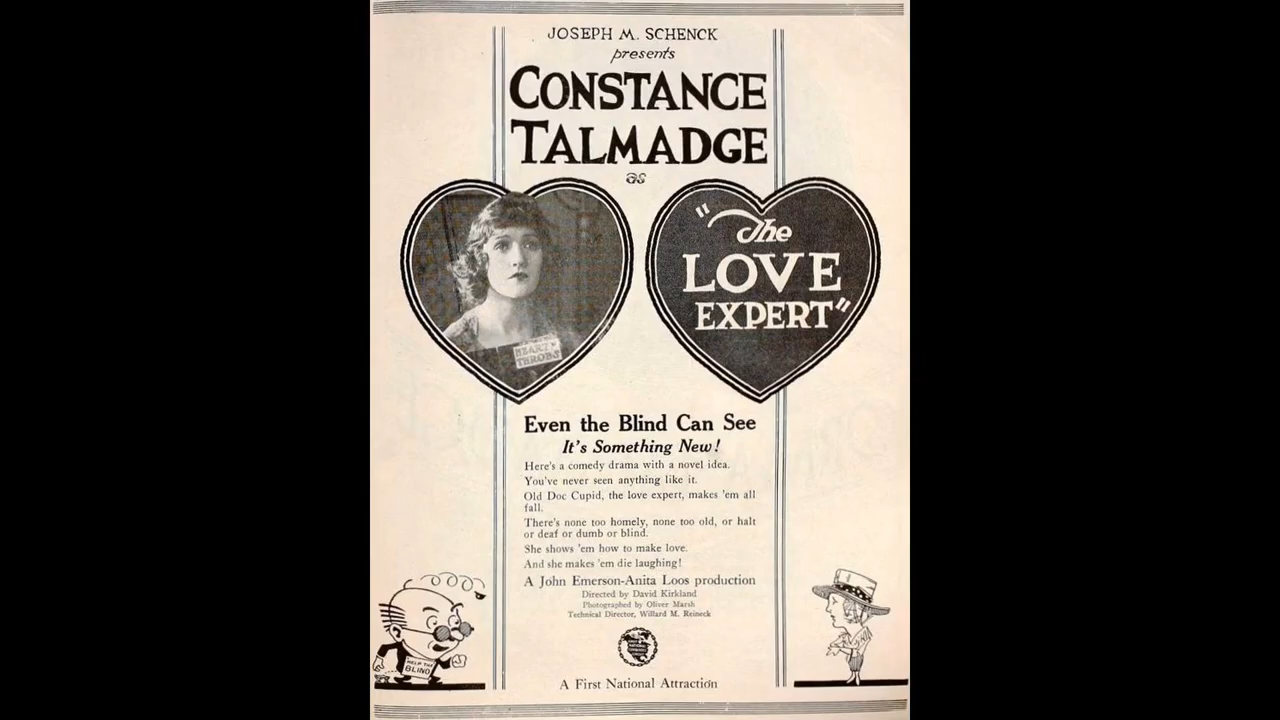 JOSEPH M. SCHENCK
presents
CONSTANCE
TALMADGE
as
HEART
THROBS
"The
LOVE
EXPERT"
Even the Blind Can See
It's Something New!
Here's a comedy drama with a novel idea.
You've never seen anything like it.
Old Doc Cupid, the love expert, makes 'em all
fall.
There's none too homely, none too old, or halt
or deaf or dumb or blind.
She shows 'em how to make love.
And she makes 'em die laughing!
A John Emerson-Anita Loos production
Directed by David Kirkland
Photographed by Oliver Marsh
Technical Director, Willard M. Reineck
HELP THE
BLIND
A First National Attraction